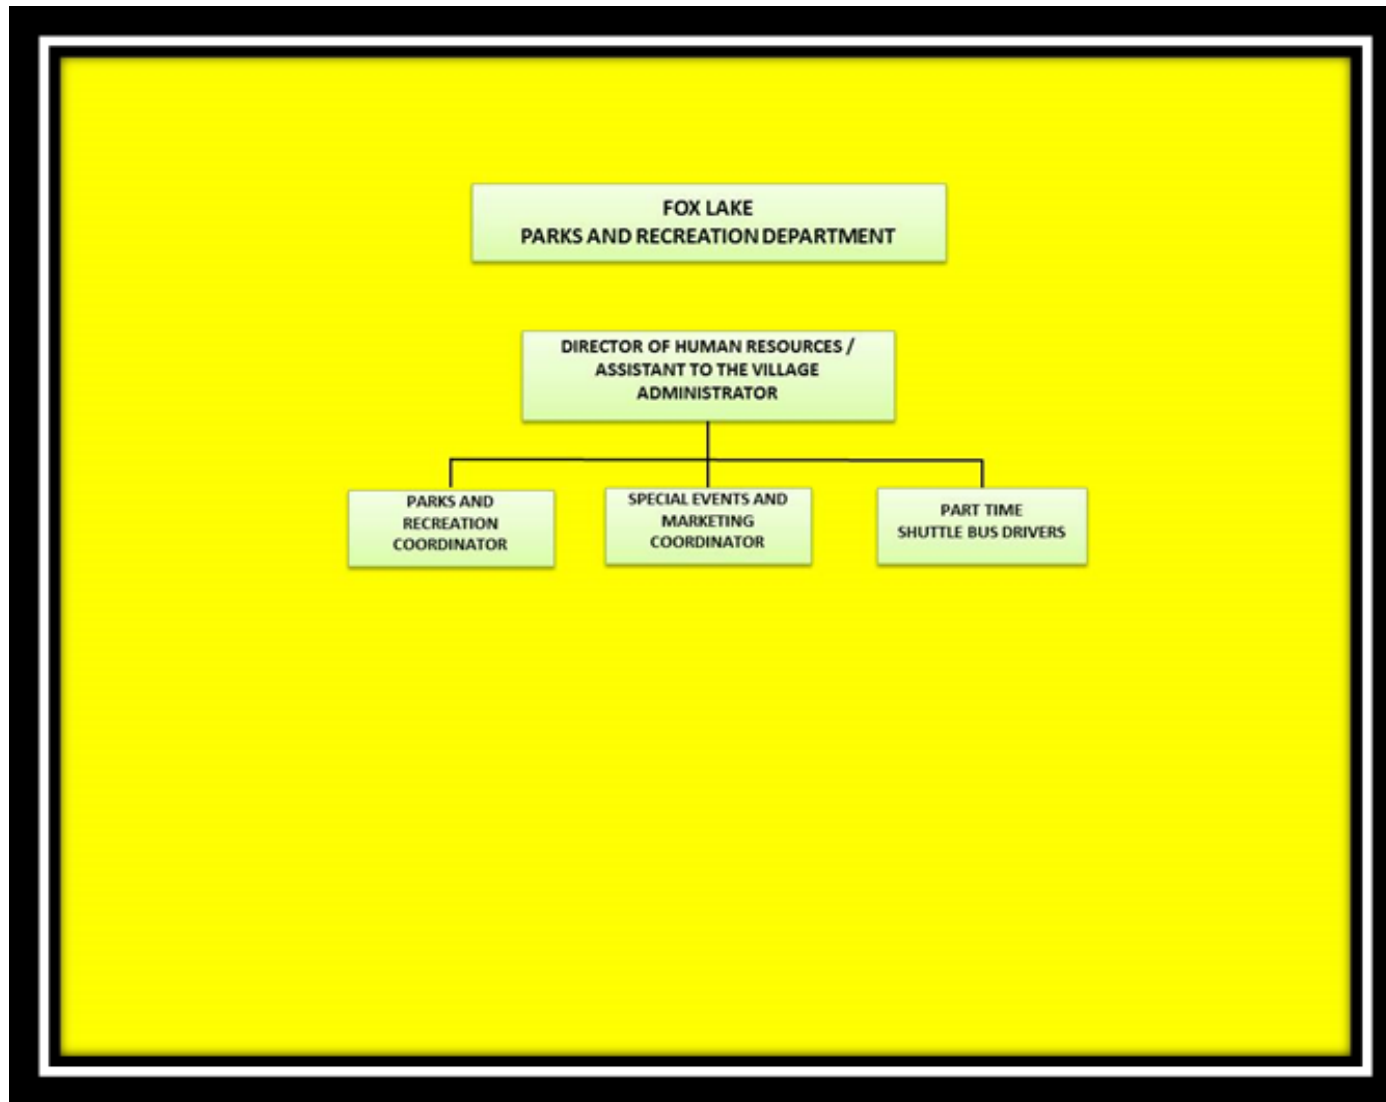 FOX LAKE
PARKS AND RECREATION DEPARTMENT
DIRECTOR OF HUMAN RESOURCES /
ASSISTANT TO THE VILLAGE
ADMINISTRATOR
PARKS AND
RECREATION
COORDINATOR
SPECIAL EVENTS AND
MARKETING
COORDINATOR
PART TIME
SHUTTLE BUS DRIVERS